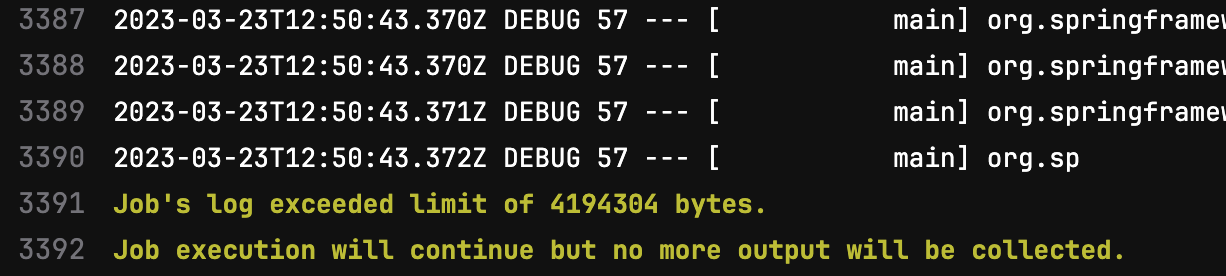 3387 2023-03-23T12:50:43.370Z DEBUG 57 --- [           main] org.springframew
3388 2023-03-23T12:50:43.370Z DEBUG 57 --- [           main] org.springframew
3389 2023-03-23T12:50:43.371Z DEBUG 57 --- [           main] org.springframew
3390 2023-03-23T12:50:43.372Z DEBUG 57 --- [           main] org.sp
3391 Job's log exceeded limit of 4194304 bytes.
3392 Job execution will continue but no more output will be collected.